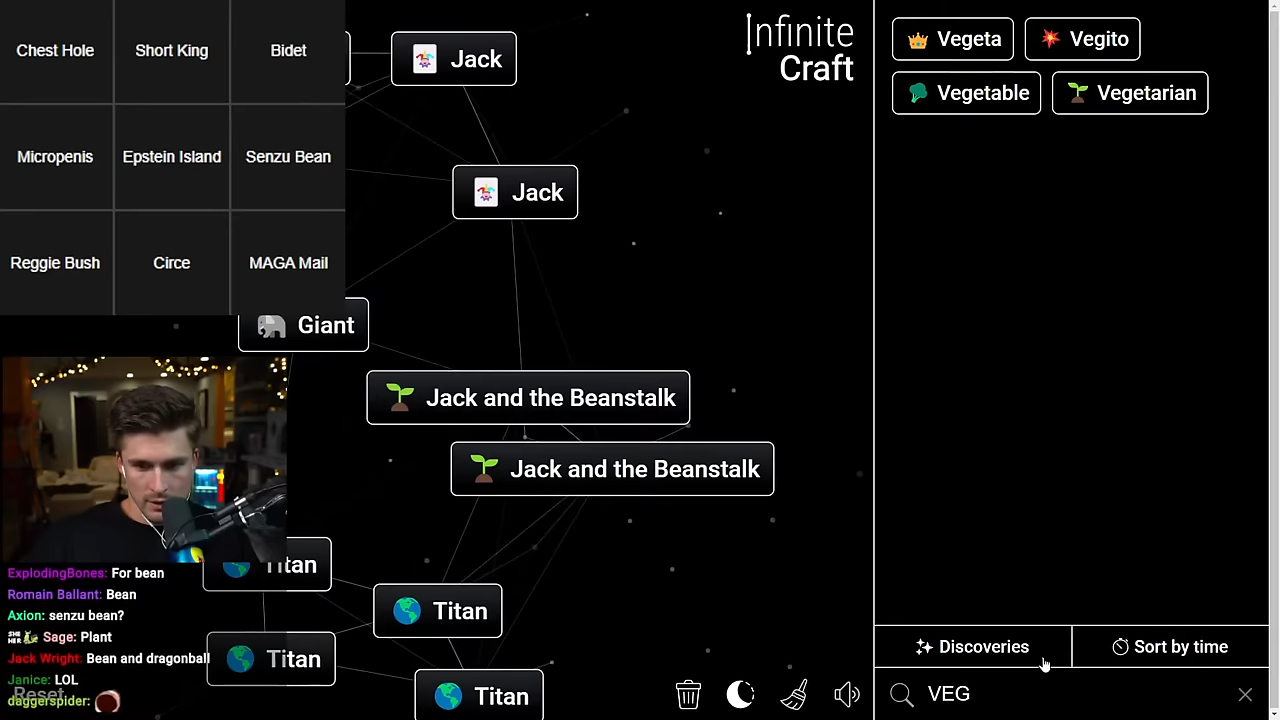 Chest Hole
Short King
Bidet
Micropenis
Epstein Island
Senzu Bean
Reggie Bush
Circe
MAGA Mail
Jack
Infinite
Craft
Vegeta
Vegito
Vegetable
Vegetarian
Jack
Giant
Jack and the Beanstalk
Jack and the Beanstalk
Titan
Titan
Titan
Titan
ExplodingBones: For bean
Romain Ballant: Bean
Axion: senzu bean?
SHE HER Sage: Plant
Jack Wright: Bean and dragonball
Janice: LOL
Reset
daggerspider:
Discoveries
Sort by time
VEG